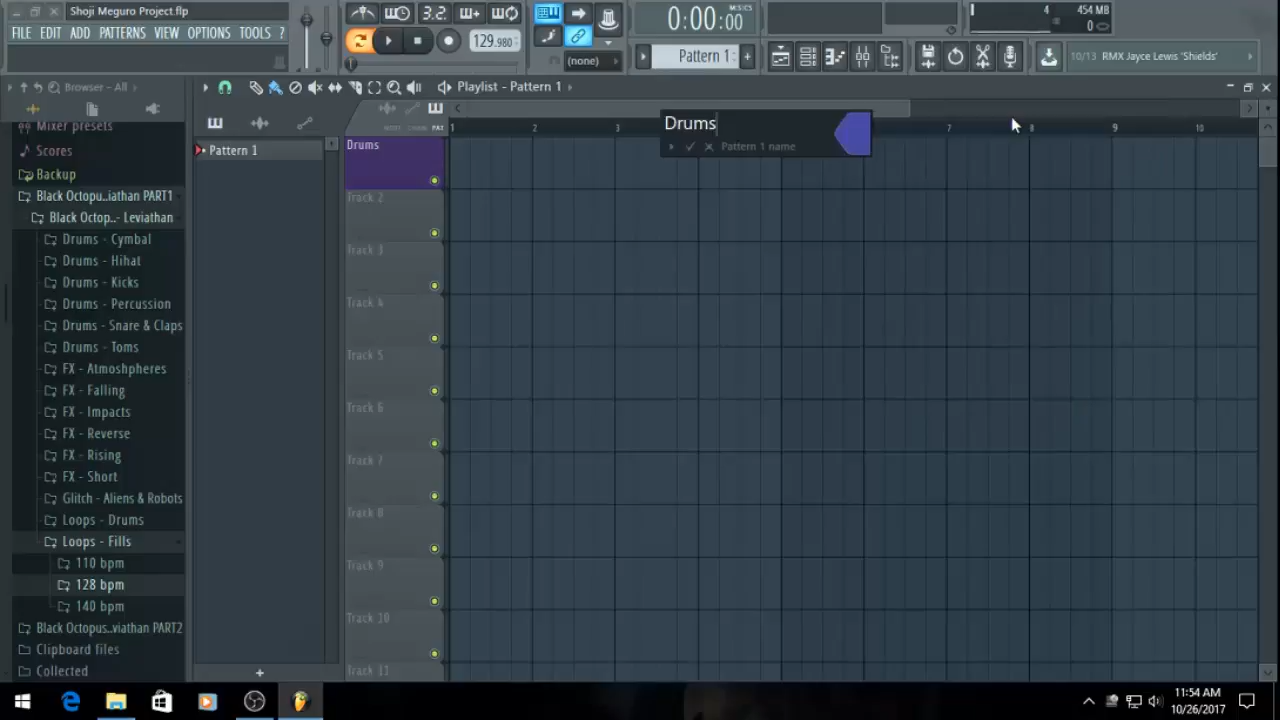 Shoji Meguro Project.flp
FILE EDIT ADD PATTERNS VIEW OPTIONS TOOLS ?
3.2.
129.980
(none)
0:00:00
M:S:CS
Pattern 1
4
454 MB
0
10/13 RMX Jayce Lewis 'Shields'
Browser - All
Playlist - Pattern 1
Mixer presets
Scores
Backup
Black Octopu..iathan PART1
Black Octop..- Leviathan
Drums - Cymbal
Drums - Hihat
Drums - Kicks
Drums - Percussion
Drums - Snare & Claps
Drums - Toms
FX - Atmoshpheres
FX - Falling
FX - Impacts
FX - Reverse
FX - Rising
FX - Short
Glitch - Aliens & Robots
Loops - Drums
Loops - Fills
110 bpm
128 bpm
140 bpm
Black Octopus..viathan PART2
Clipboard files
Collected
Pattern 1
+
1 2 3 7 8 9 10
Drums
Pattern 1 name
Drums
Track 2
Track 3
Track 4
Track 5
Track 6
Track 7
Track 8
Track 9
Track 10
Track 11
11:54 AM
10/26/2017